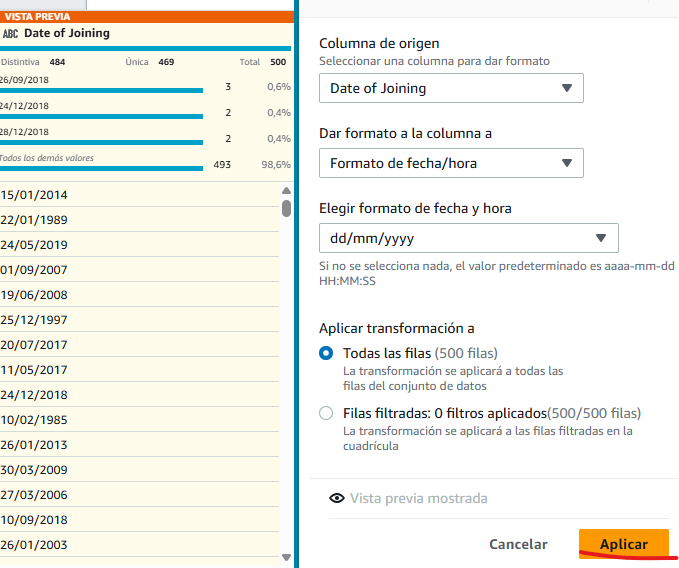 VISTA PREVIA
ABC Date of Joining
Distintiva 484 Única 469 Total 500
26/09/2018 3 0,6%
24/12/2018 2 0,4%
28/12/2018 2 0,4%
Todos los demás valores 493 98,6%
15/01/2014
22/01/1989
24/05/2019
01/09/2007
19/06/2008
25/12/1997
20/07/2017
11/05/2017
24/12/2018
10/02/1985
26/01/2013
30/03/2009
27/03/2006
10/09/2018
26/01/2003
Columna de origen
Seleccionar una columna para dar formato
Date of Joining
Dar formato a la columna a
Formato de fecha/hora
Elegir formato de fecha y hora
dd/mm/yyyy
Si no se selecciona nada, el valor predeterminado es aaaa-mm-dd
HH:MM:SS
Aplicar transformación a
Todas las filas (500 filas)
La transformación se aplicará a todas las
filas del conjunto de datos
Filas filtradas: 0 filtros aplicados(500/500 filas)
La transformación se aplicará a las filas filtradas en la
cuadrícula
Vista previa mostrada
Cancelar Aplicar